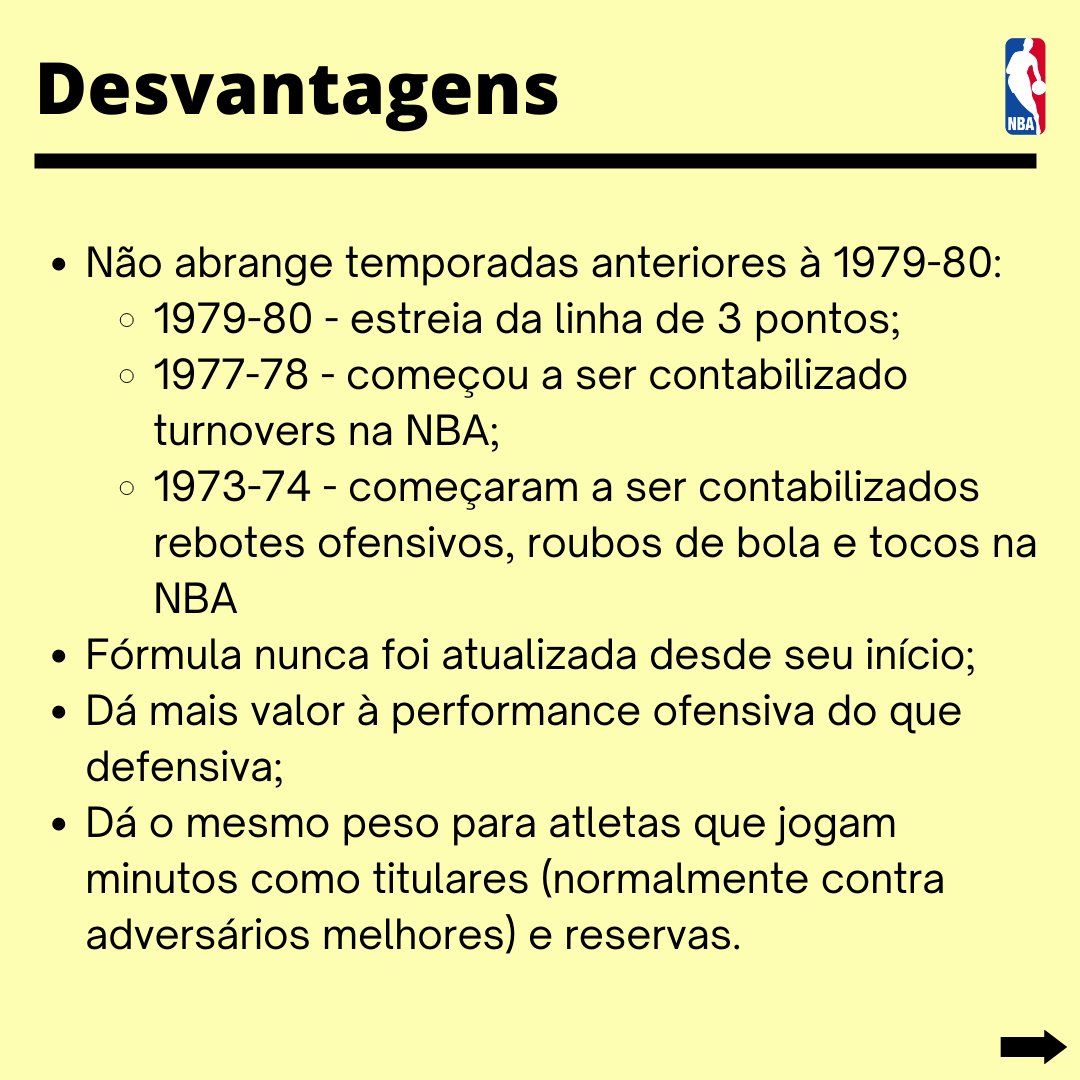 Desvantagens
NBA
• Não abrange temporadas anteriores à 1979-80:
○ 1979-80 - estreia da linha de 3 pontos;
○ 1977-78 - começou a ser contabilizado
turnovers na NBA;
○ 1973-74 - começaram a ser contabilizados
rebotes ofensivos, roubos de bola e tocos na
NBA
• Fórmula nunca foi atualizada desde seu início;
• Dá mais valor à performance ofensiva do que
defensiva;
• Dá o mesmo peso para atletas que jogam
minutos como titulares (normalmente contra
adversários melhores) e reservas.